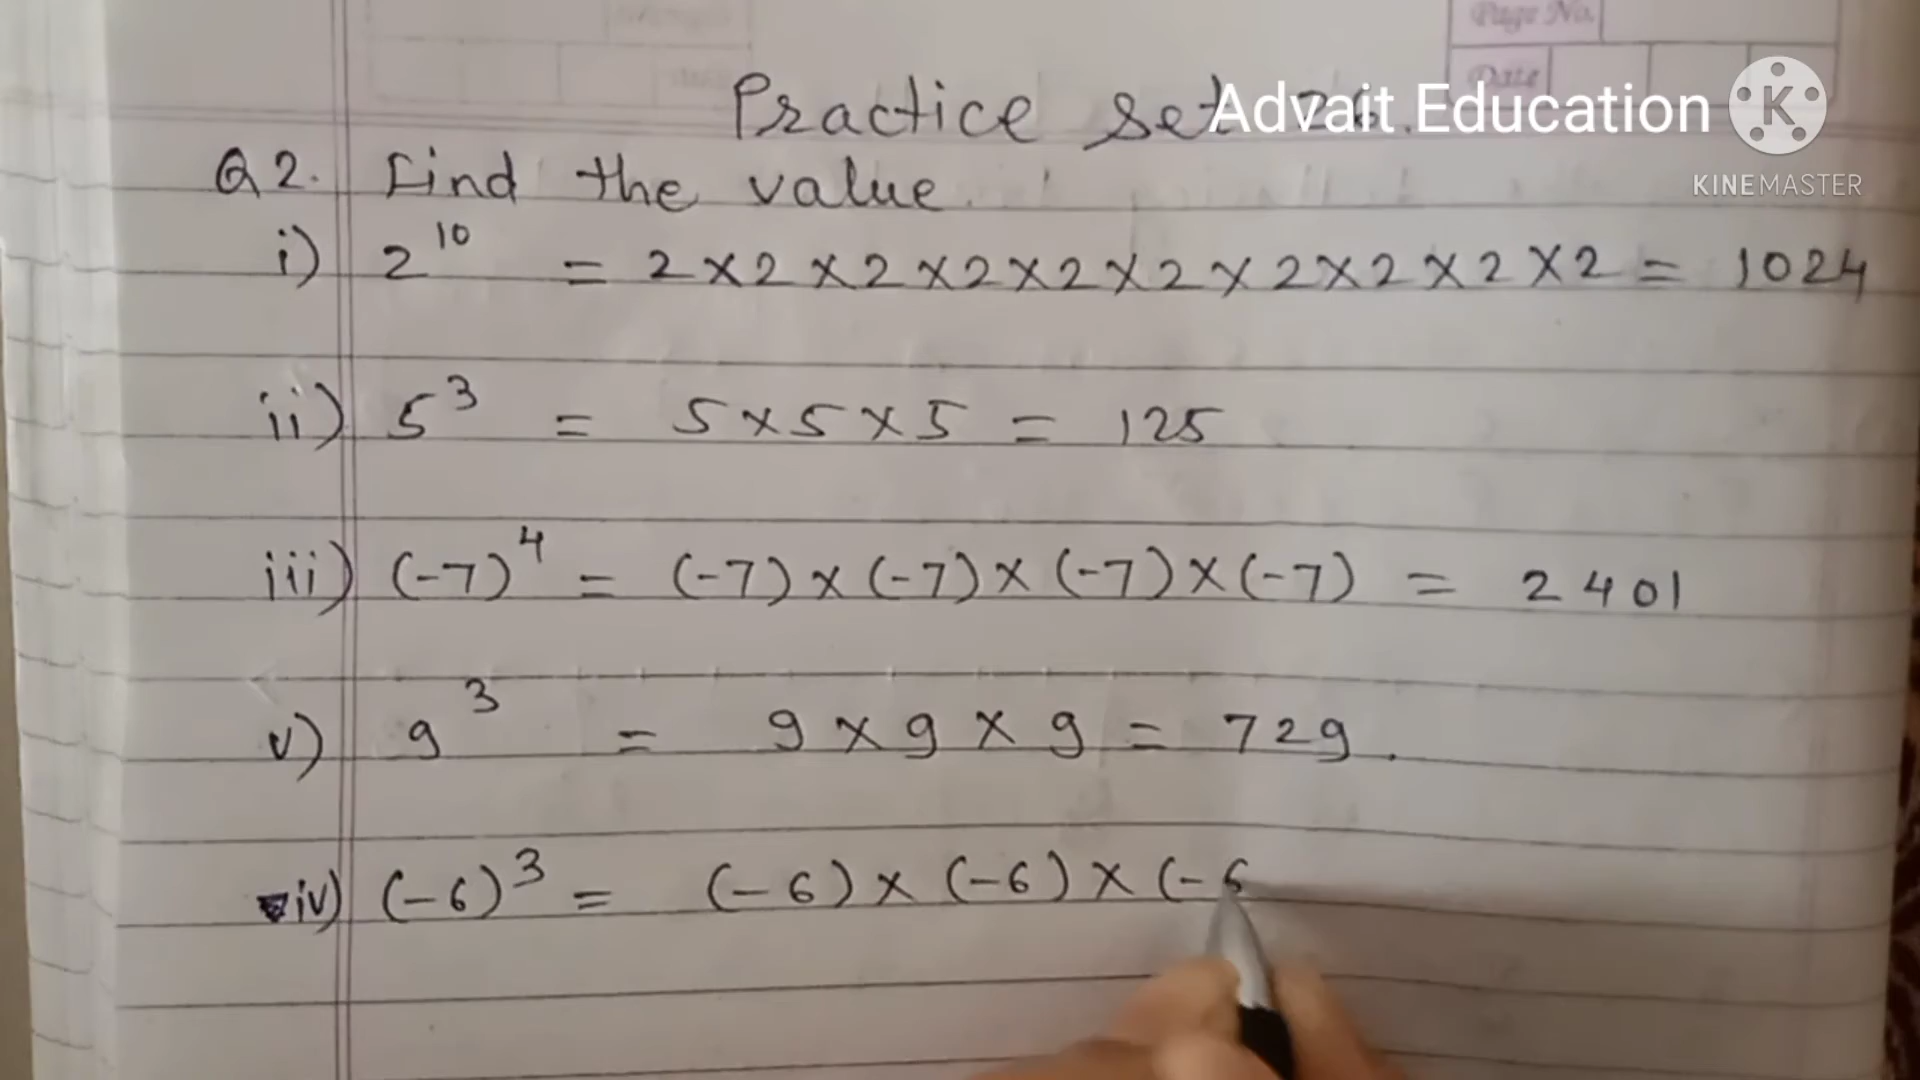 Page No.
Date
Practice set 26.
Advait Education
K
KINEMASTER
Q 2. Find the value.
i) 2^10 = 2×2×2×2×2×2×2×2×2×2 = 1024
ii) 5^3 = 5×5×5 = 125
iii) (-7)^4 = (-7)×(-7)×(-7)×(-7) = 2401
v) 9^3 = 9×9×9 = 729.
iv) (-6)^3 = (-6)×(-6)×(-6